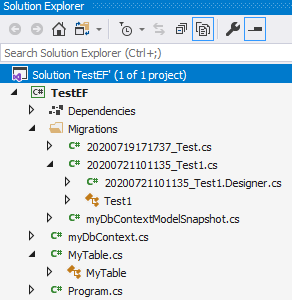 Solution Explorer
Search Solution Explorer (Ctrl+;)
Solution 'TestEF' (1 of 1 project)
C# TestEF
Dependencies
Migrations
C# 20200719171737_Test.cs
C# 20200721101135_Test1.cs
C# 20200721101135_Test1.Designer.cs
Test1
C# myDbContextModelSnapshot.cs
C# myDbContext.cs
C# MyTable.cs
MyTable
C# Program.cs